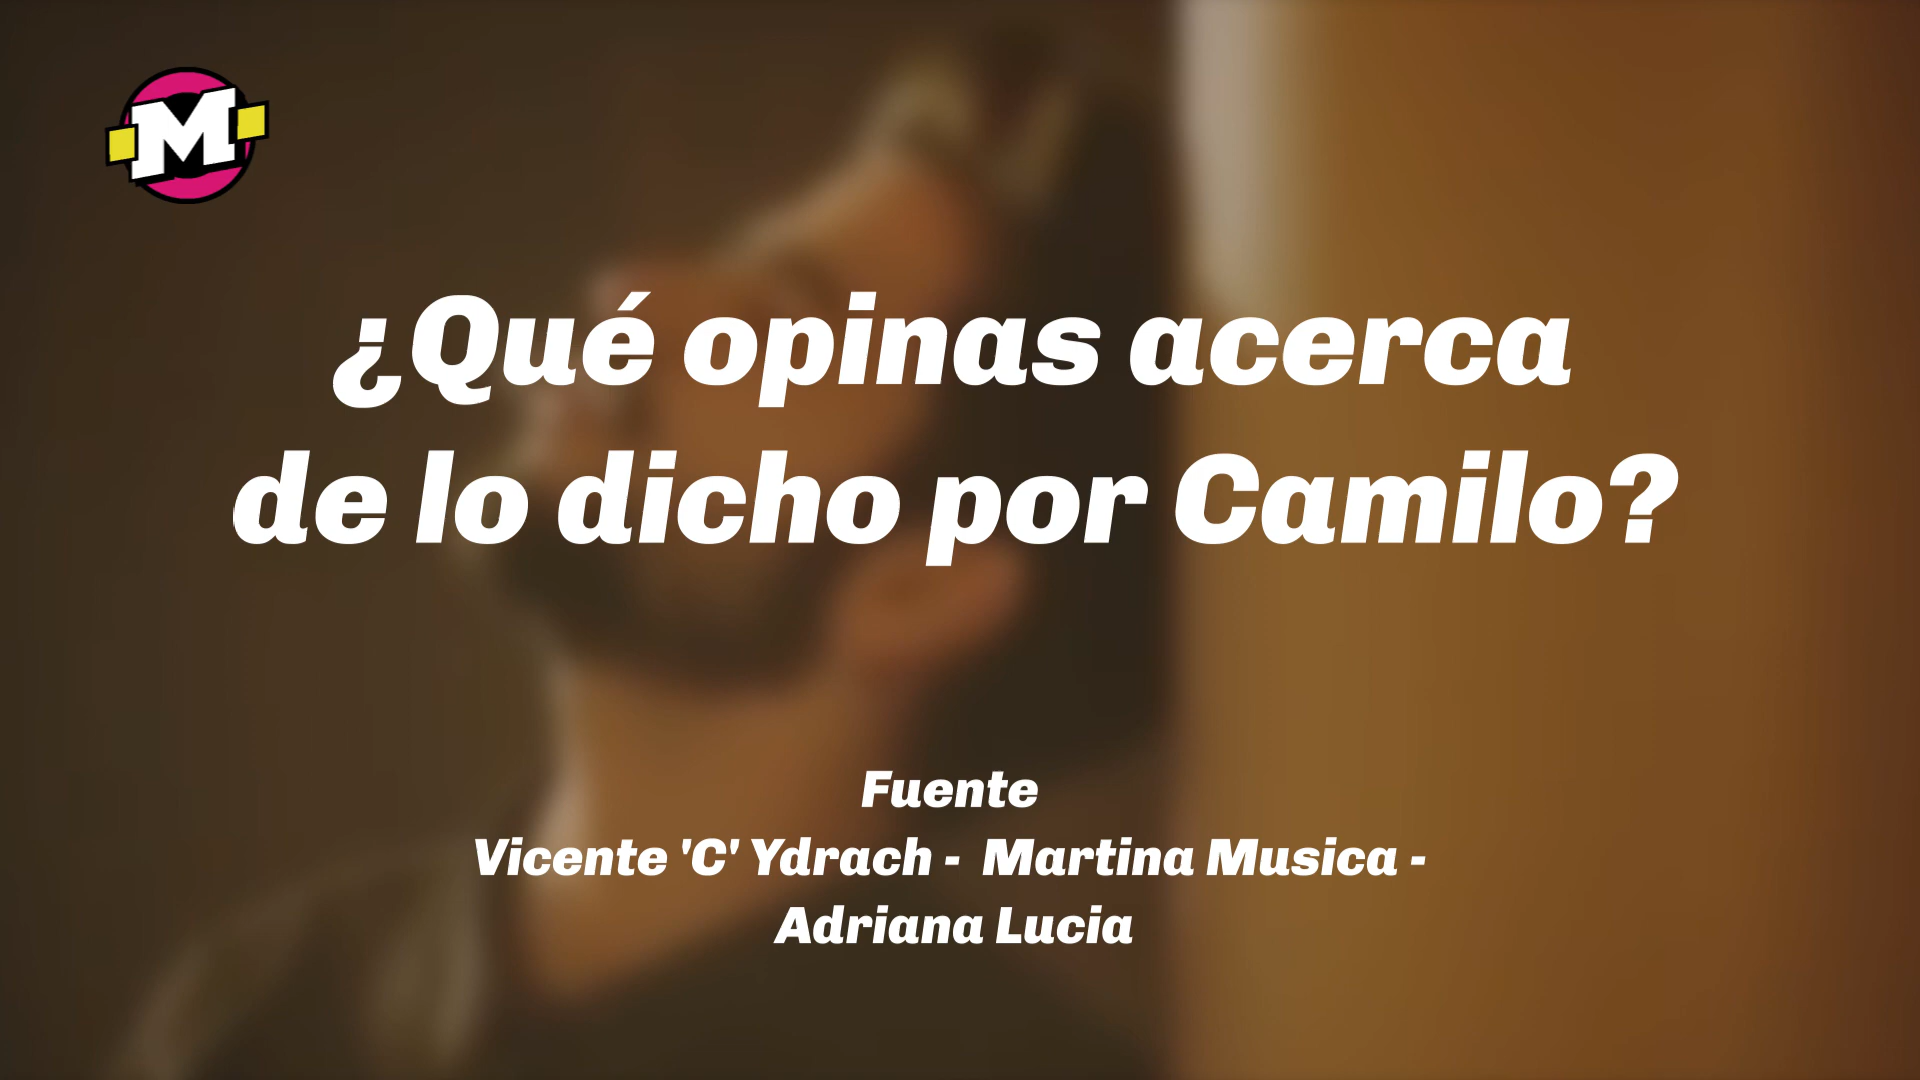 M
¿Qué opinas acerca
de lo dicho por Camilo?
Fuente
Vicente 'C' Ydrach - Martina Musica -
Adriana Lucia